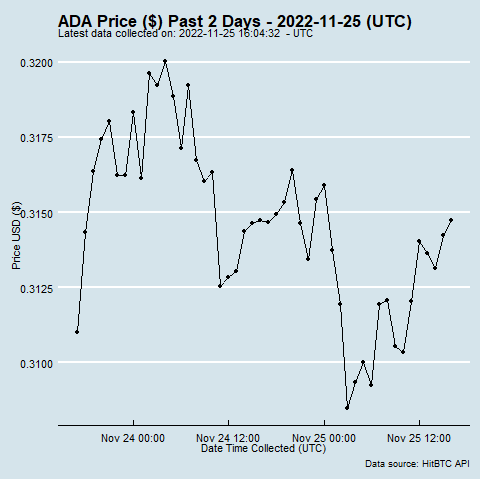 ADA Price ($) Past 2 Days - 2022-11-25 (UTC)
Latest data collected on: 2022-11-25 16:04:32  - UTC
0.3200
0.3175
0.3150
0.3125
0.3100
Price USD ($)
Nov 24 00:00 Nov 24 12:00 Nov 25 00:00 Nov 25 12:00
Date Time Collected (UTC)
Data source: HitBTC API